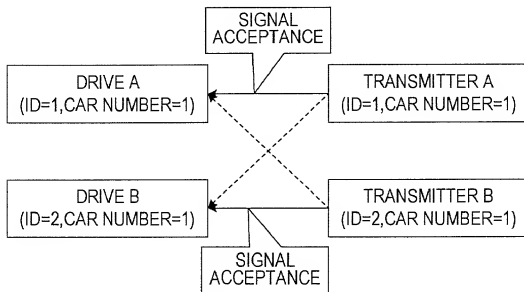 SIGNAL
ACCEPTANCE
DRIVE A
(ID=1,CAR NUMBER=1)
TRANSMITTER A
(ID=1,CAR NUMBER=1)
DRIVE B
(ID=2,CAR NUMBER=1)
TRANSMITTER B
(ID=2,CAR NUMBER=1)
SIGNAL
ACCEPTANCE